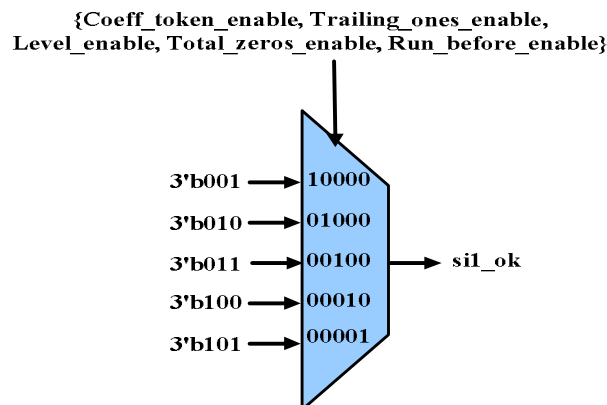 {Coeff_token_enable, Trailing_ones_enable,
Level_enable, Total_zeros_enable, Run_before_enable}
3'b001 10000
3'b010 01000
3'b011 00100 si1_ok
3'b100 00010
3'b101 00001